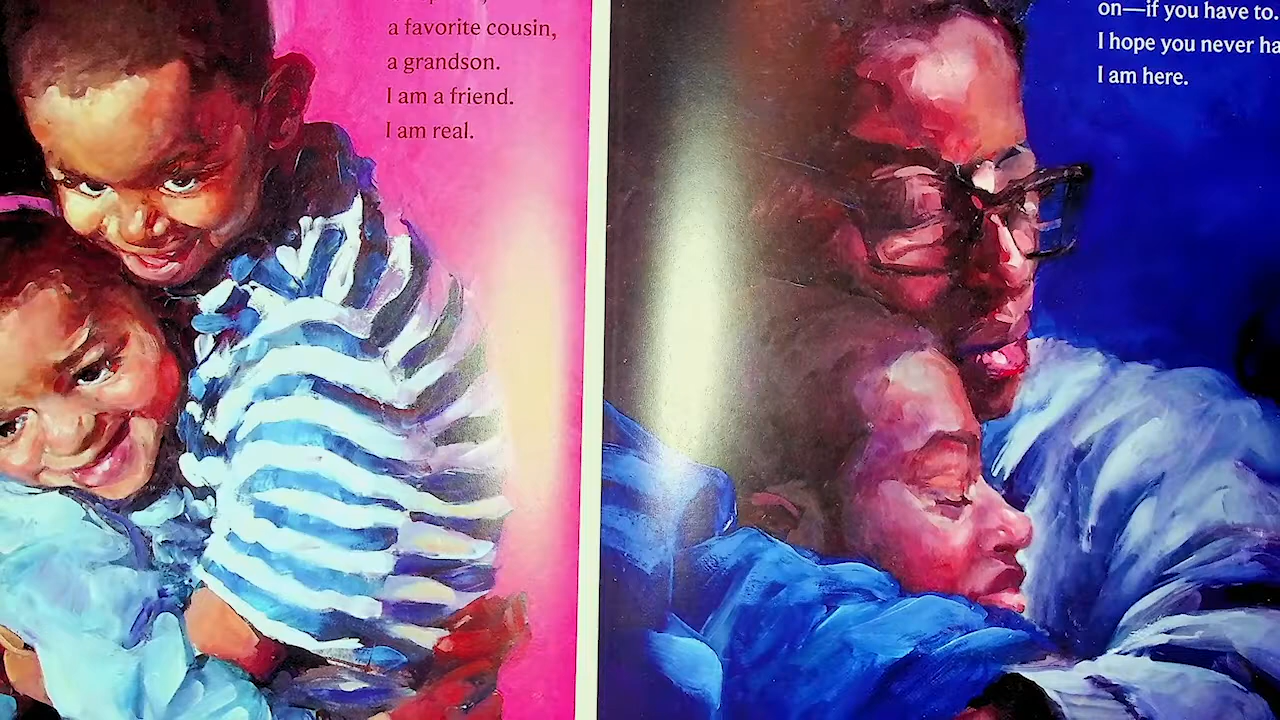 a favorite cousin,
a grandson.
I am a friend.
I am real.
on—if you have to.
I hope you never ha
I am here.